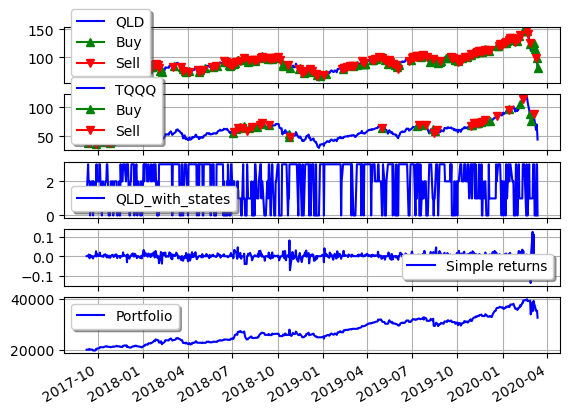 QLD
Buy
Sell
150
100
TQQQ
Buy
Sell
100
50
QLD_with_states
2
0
Simple returns
0.1
0.0
−0.1
Portfolio
40000
20000
2017-10
2018-01
2018-04
2018-07
2018-10
2019-01
2019-04
2019-07
2019-10
2020-01
2020-04